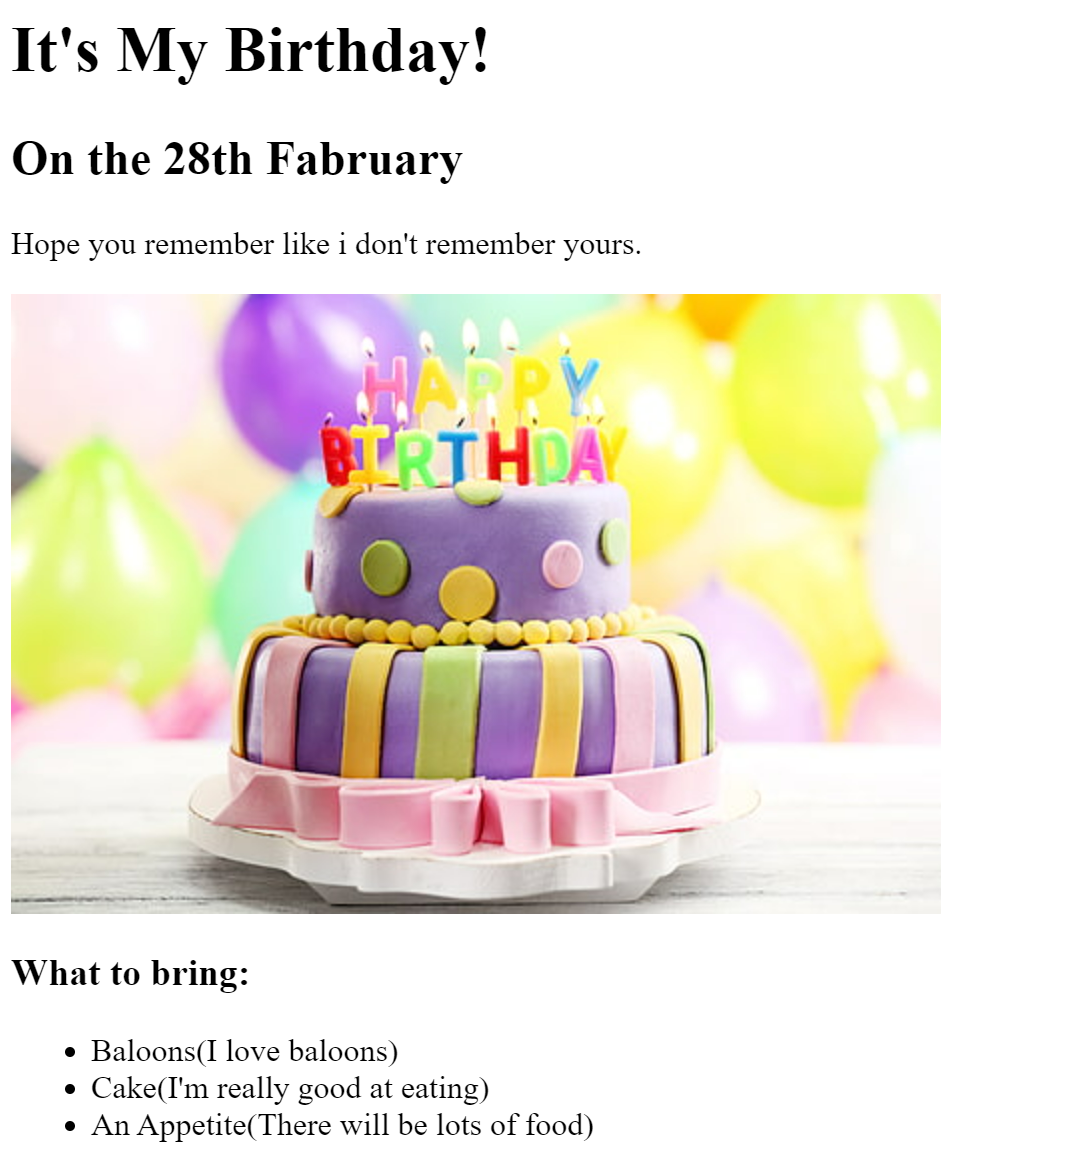 It's My Birthday!
On the 28th Fabruary
Hope you remember like i don't remember yours.
HAPPY
BIRTHDAY
What to bring:
Baloons(I love baloons)
Cake(I'm really good at eating)
An Appetite(There will be lots of food)